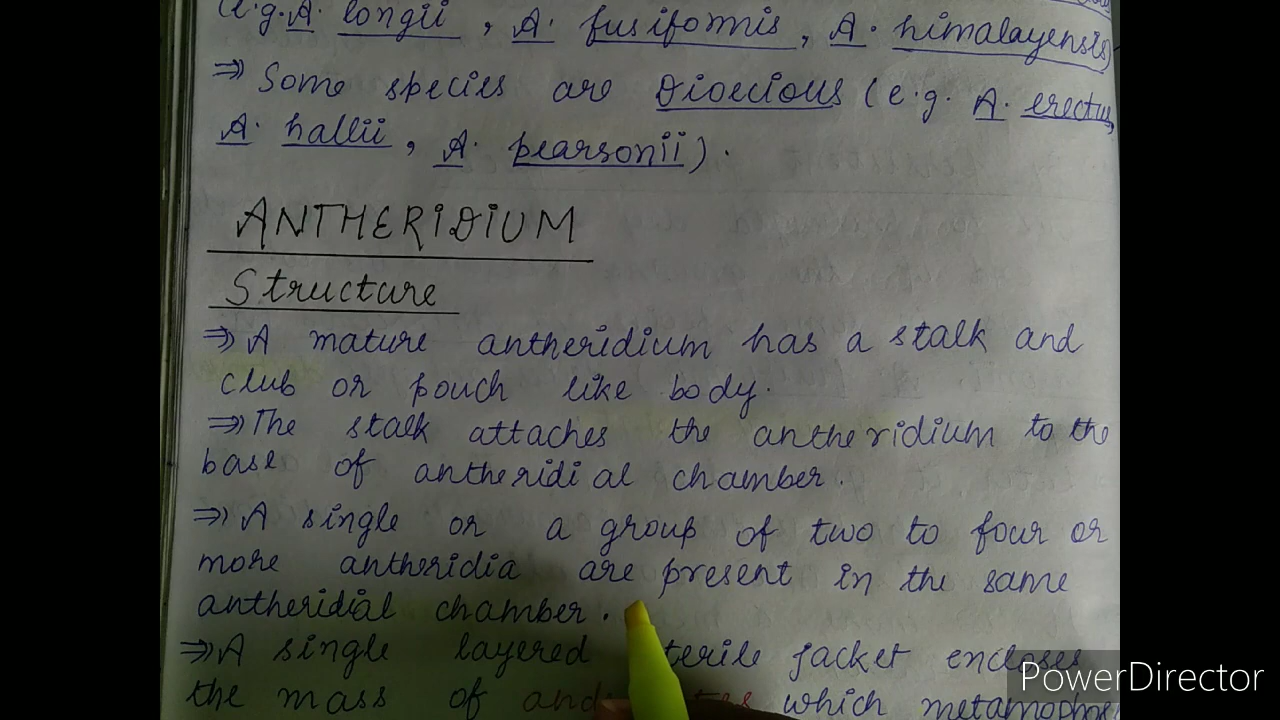 (e.g. A. longii, A. fusiformis, A. himalayensis)
⇒ Some species are Dioecious (e.g. A. erectus,
A. hallii, A. pearsonii).
ANTHERIDIUM
Structure
⇒ A mature antheridium has a stalk and
club or pouch like body.
⇒ The stalk attaches the antheridium to the
base of antheridial chamber.
⇒ A single or a group of two to four or
more antheridia are present in the same
antheridial chamber.
⇒ A single layered sterile jacket encloses
the mass of which
PowerDirector